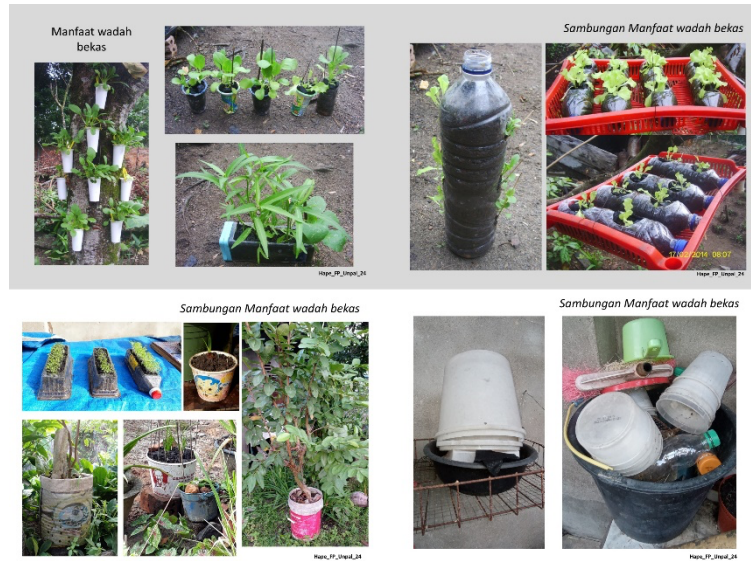 Manfaat wadah
bekas
Hape_FP_Unpal_24
Sambungan Manfaat wadah bekas
17/02/2014 08:07
Hape_FP_Unpal_24
Sambungan Manfaat wadah bekas
Hape_FP_Unpal_24
Sambungan Manfaat wadah bekas
Hape_FP_Unpal_24